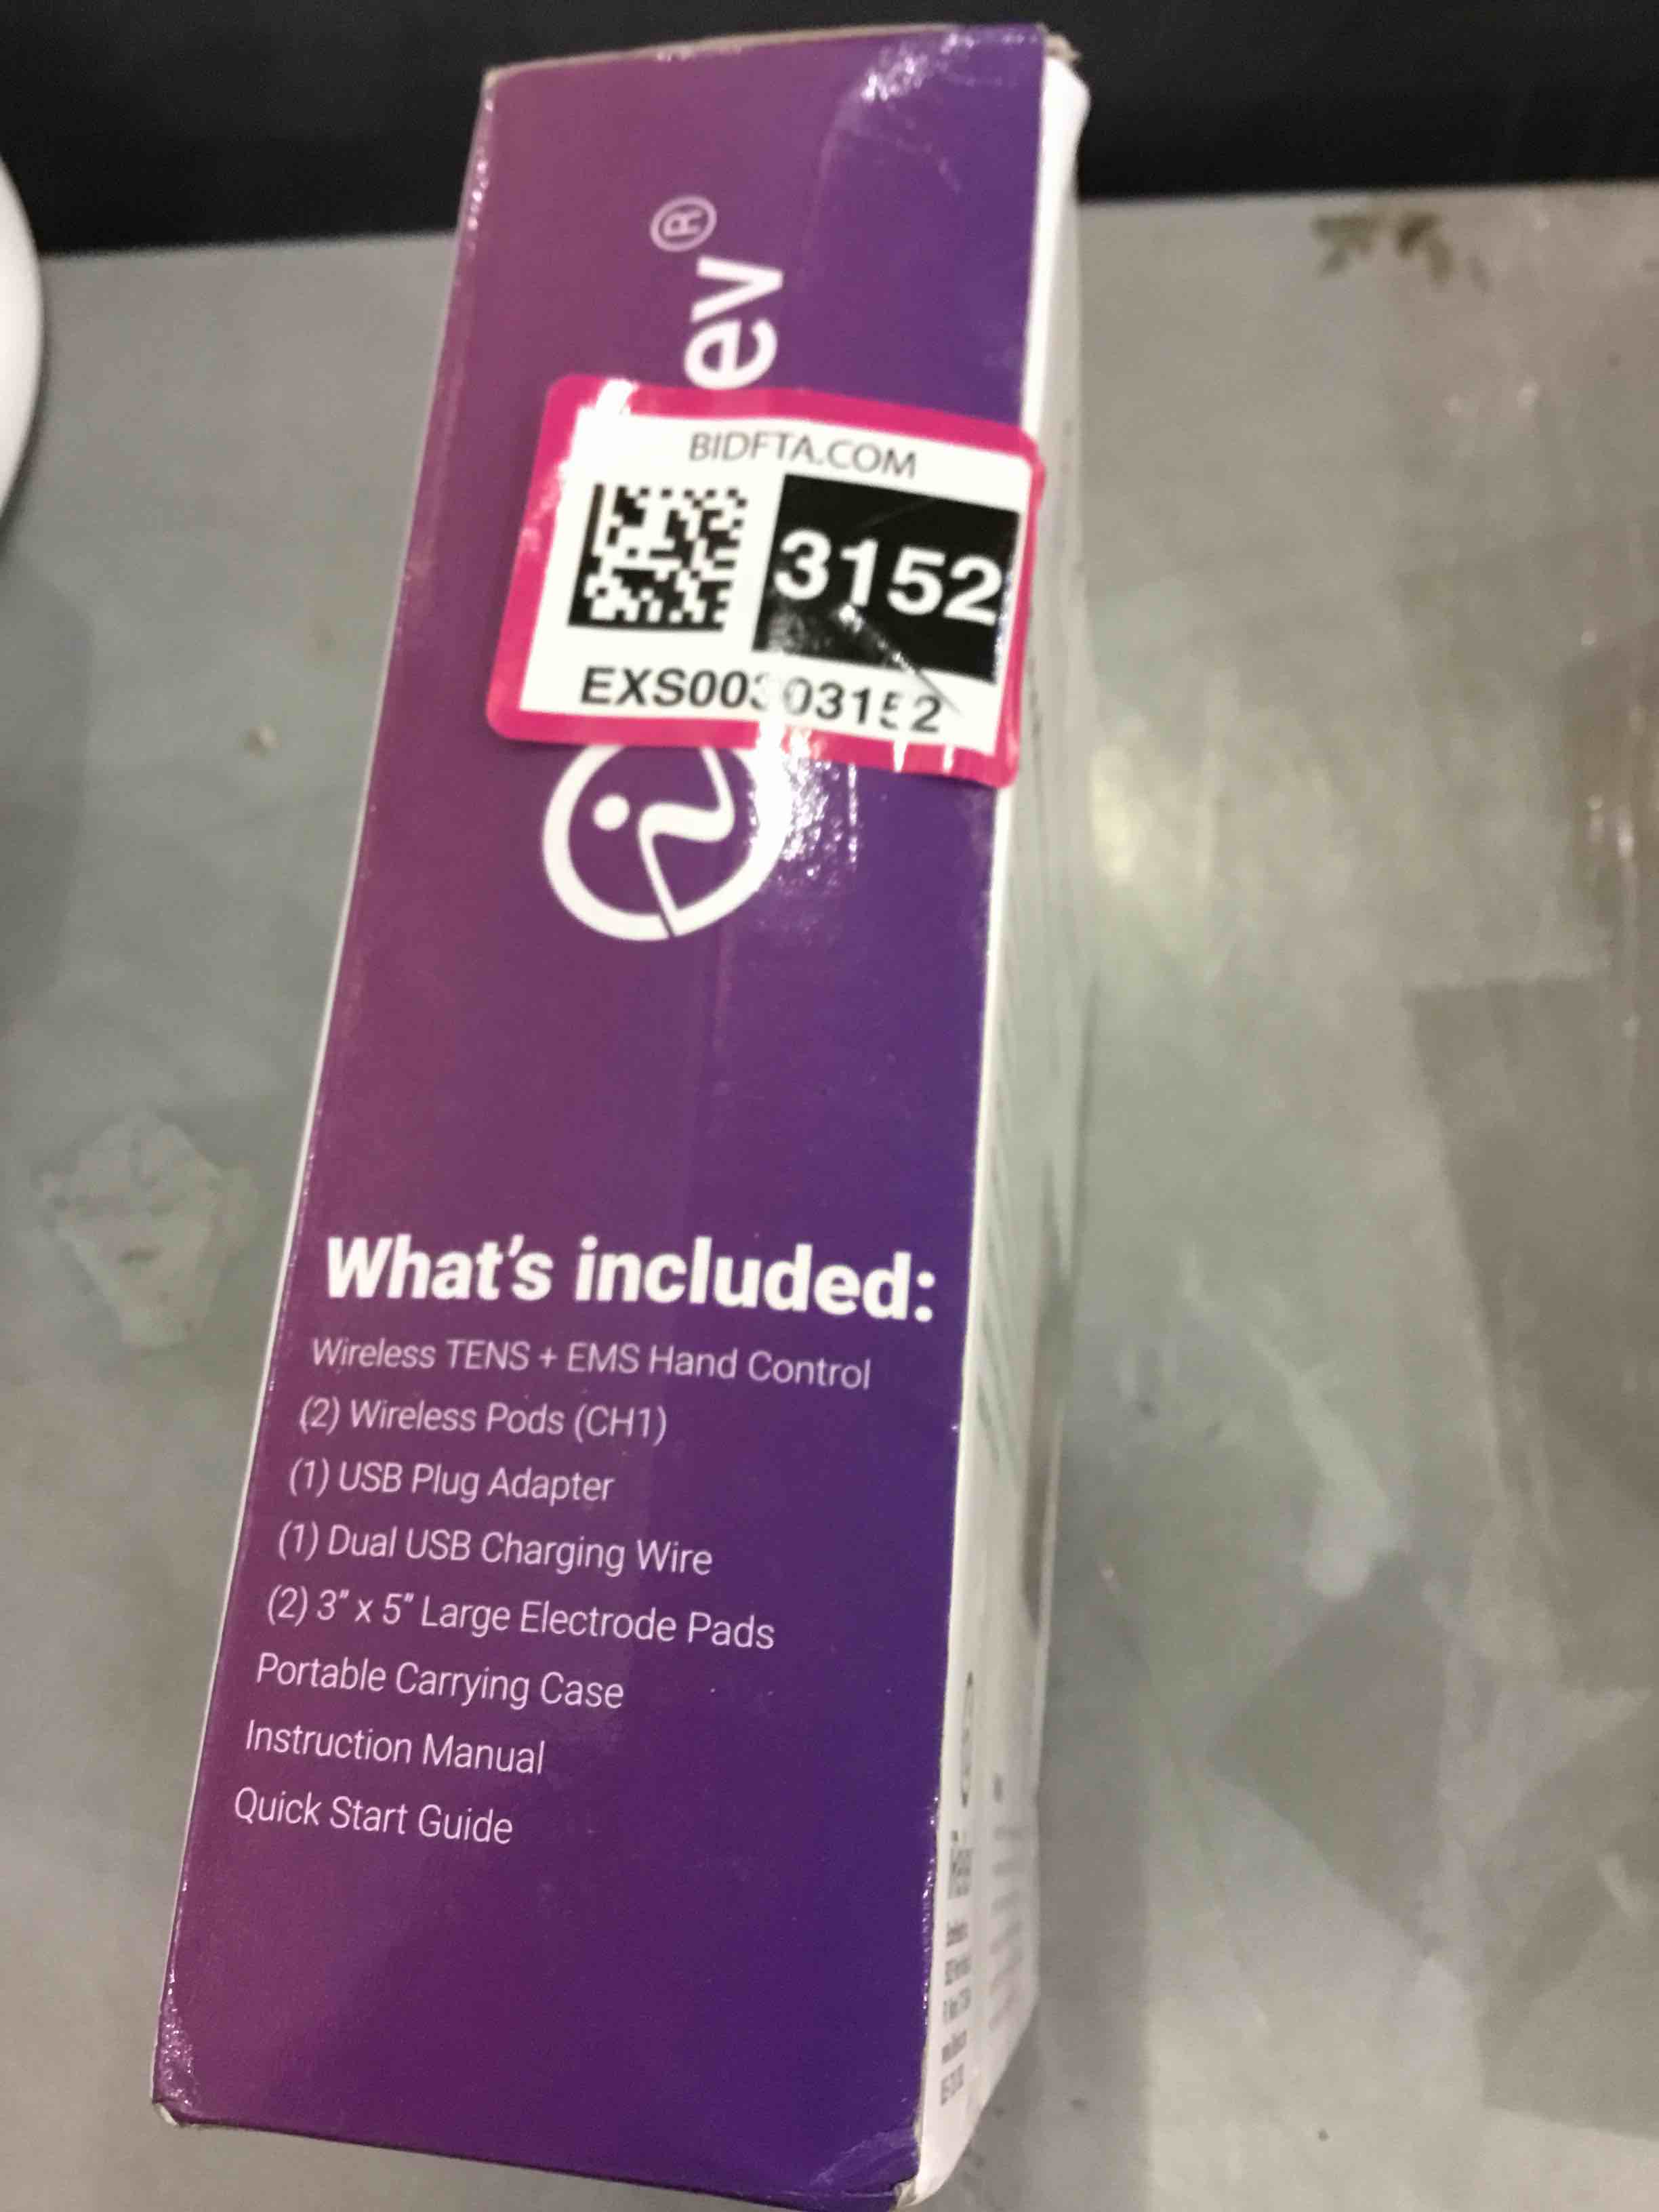 ev®
BIDFTA.COM
3152
What's included:
Wireless TENS + EMS Hand Control
(2) Wireless Pods (CH1)
(1) USB Plug Adapter
(1) Dual USB Charging Wire
(2) 3" x 5" Large Electrode Pads
Portable Carrying Case
Instruction Manual
Quick Start Guide